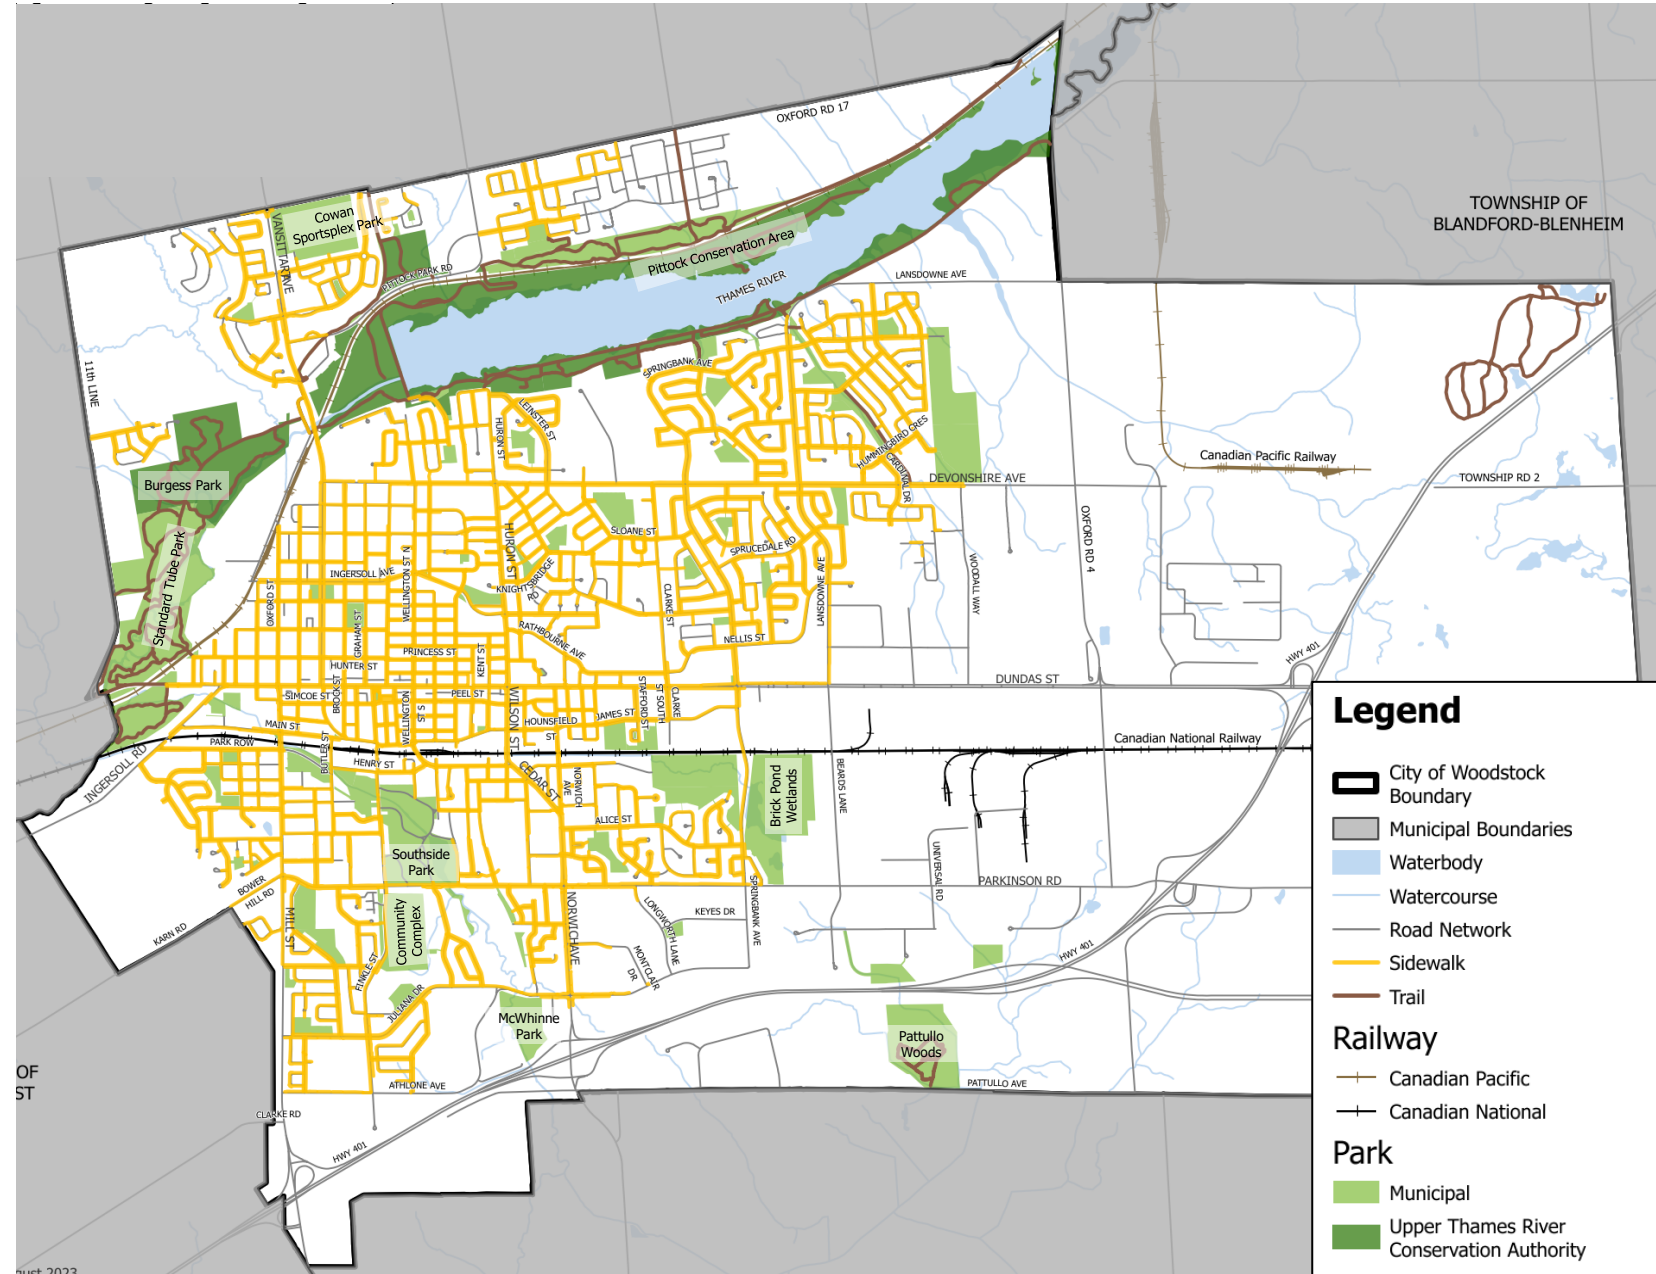 OXFORD RD 17
TOWNSHIP OF
BLANDFORD-BLENHEIM
Cowan
Sportsplex Park
VANSITTART AVE
PITTOCK PARK RD
Pittock Conservation Area
THAMES RIVER
LANSDOWNE AVE
11th LINE
SPRINGBANK AVE
LEINSTER ST
HURON ST
HUMMINGBIRD CRES
CARDINAL DR
Canadian Pacific Railway
Burgess Park
DEVONSHIRE AVE
TOWNSHIP RD 2
OXFORD RD 4
SLOANE ST
SPRUCEDALE RD
HURON ST
Standard Tube Park
INGERSOLL AVE
WELLINGTON ST N
KNIGHTSBRIDGE
RD
OXFORD ST
GRAHAM ST
CLARKE ST
LANSDOWNE AVE
WOODALL WAY
RATHBOURNE AVE
NELLIS ST
PRINCESS ST
KENT ST
HUNTER ST
HWY 401
DUNDAS ST
SIMCOE ST
BROCK ST
PEEL ST
WELLINGTON
ST S
WILSON ST
HOUNSFIELD
ST
JAMES ST
STAFFORD ST
CLARKE
ST SOUTH
MAIN ST
PARK ROW
BUTLER ST
HENRY ST
Canadian National Railway
INGERSOLL RD
CEDAR ST
NORWICH
AVE
ALICE ST
Brick Pond
Wetlands
BEARDS LANE
UNIVERSAL RD
Southside
Park
BOWER
HILL RD
PARKINSON RD
KARN RD
MILL ST
Community
Complex
FINKLE ST
JULIANA DR
NORWICH AVE
LONGWORTH LANE
KEYES DR
SPRINGBANK AVE
MONTCLAIR
DR
HWY 401
McWhinne
Park
Pattullo
Woods
ATHLONE AVE
PATTULLO AVE
CLARKE RD
HWY 401
OF
ST
Legend
City of Woodstock
Boundary
Municipal Boundaries
Waterbody
Watercourse
Road Network
Sidewalk
Trail
Railway
Canadian Pacific
Canadian National
Park
Municipal
Upper Thames River
Conservation Authority